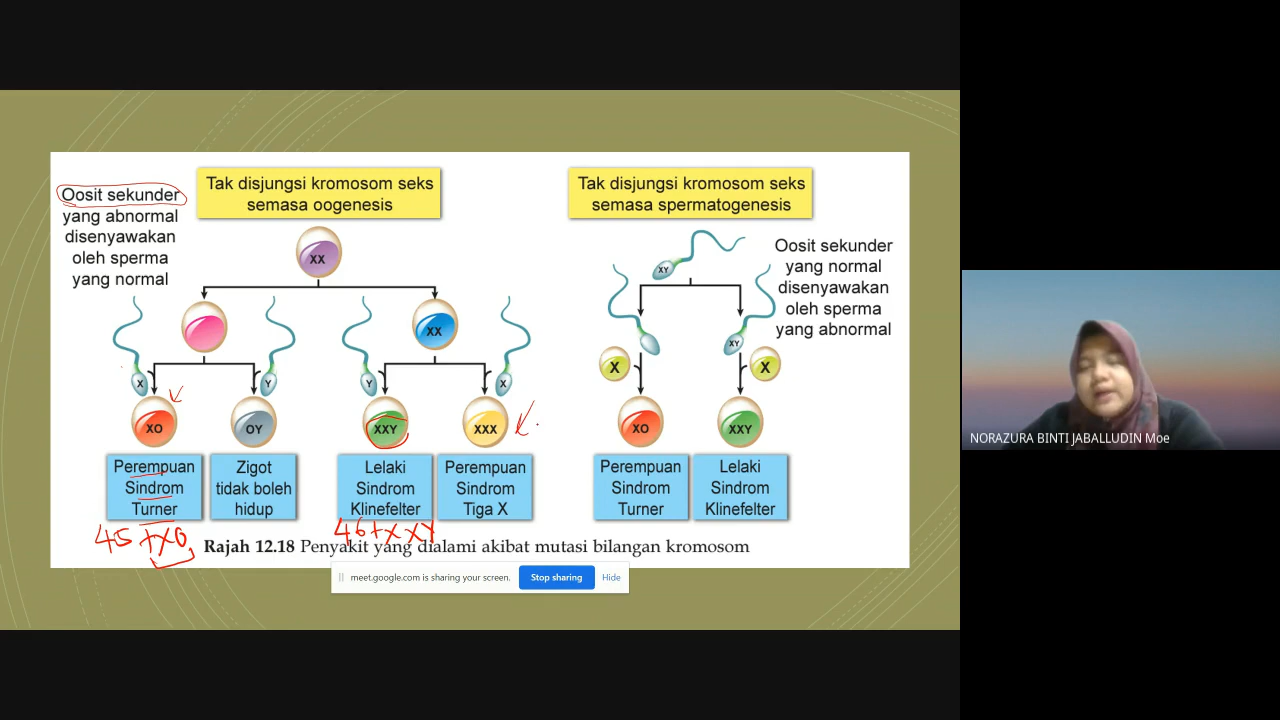 Oosit sekunder
yang abnormal
disenyawakan
oleh sperma
yang normal
Tak disjungsi kromosom seks
semasa oogenesis
XX
XX
X
Y
Y
X
XO
OY
XXY
XXX
Perempuan
Sindrom
Turner
Zigot
tidak boleh
hidup
Lelaki
Sindrom
Klinefelter
Perempuan
Sindrom
Tiga X
45 +XO
46+XXY
Tak disjungsi kromosom seks
semasa spermatogenesis
XY
Oosit sekunder
yang normal
disenyawakan
oleh sperma
yang abnormal
XY
X
X
XO
XXY
Perempuan
Sindrom
Turner
Lelaki
Sindrom
Klinefelter
Rajah 12.18 Penyakit yang dialami akibat mutasi bilangan kromosom
meet.google.com is sharing your screen.
Stop sharing
Hide
NORAZURA BINTI JABALLUDIN Moe